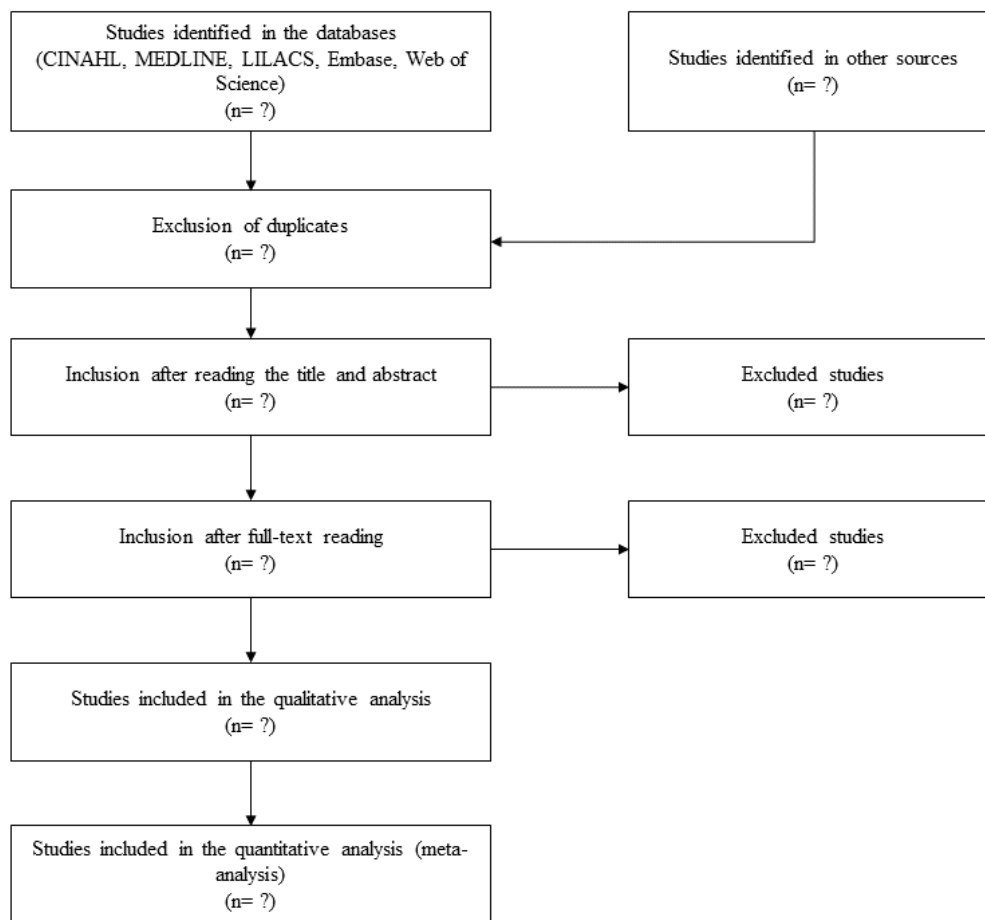 Studies identified in the databases
(CINAHL, MEDLINE, LILACS, Embase, Web of
Science)
(n= ?)
Studies identified in other sources
(n= ?)
Exclusion of duplicates
(n= ?)
Inclusion after reading the title and abstract
(n= ?)
Excluded studies
(n= ?)
Inclusion after full-text reading
(n= ?)
Excluded studies
(n= ?)
Studies included in the qualitative analysis
(n= ?)
Studies included in the quantitative analysis (meta-
analysis)
(n= ?)